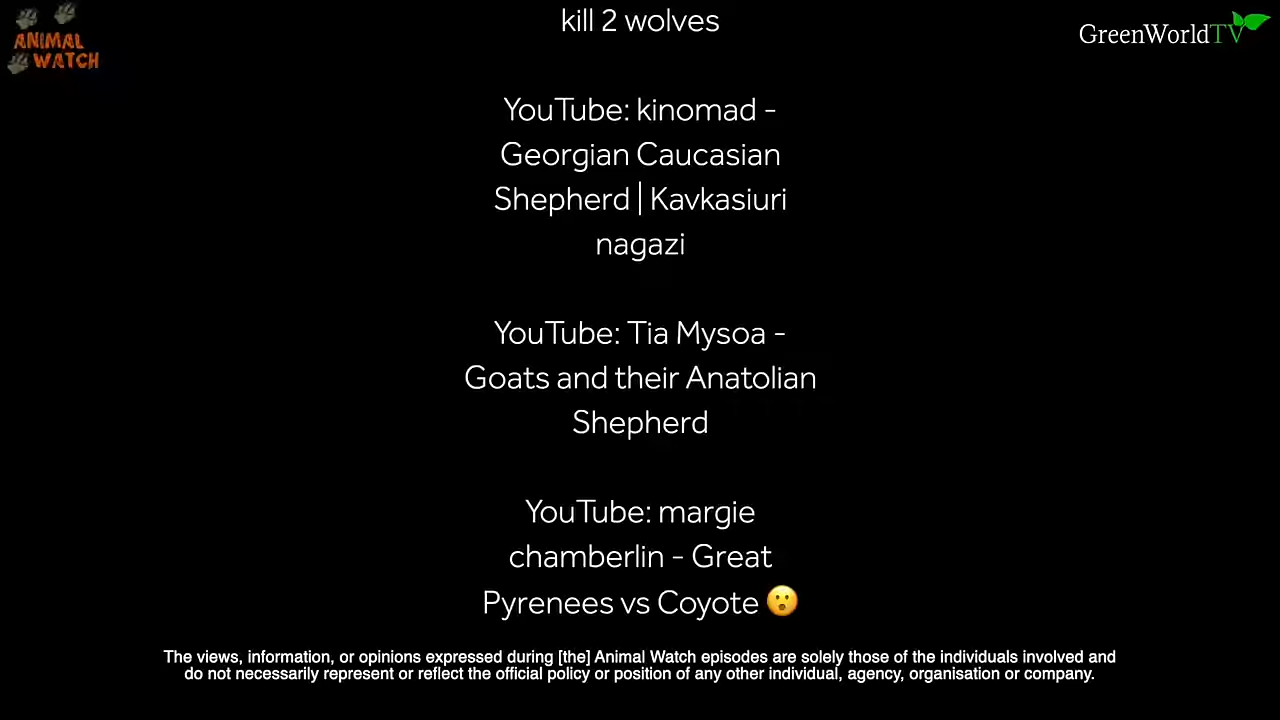 kill 2 wolves
ANIMAL
WATCH
GreenWorldTV
YouTube: kinomad -
Georgian Caucasian
Shepherd | Kavkasiuri
nagazi
YouTube: Tia Mysoa -
Goats and their Anatolian
Shepherd
YouTube: margie
chamberlin - Great
Pyrenees vs Coyote 😮
The views, information, or opinions expressed during [the] Animal Watch episodes are solely those of the individuals involved and
do not necessarily represent or reflect the official policy or position of any other individual, agency, organisation or company.